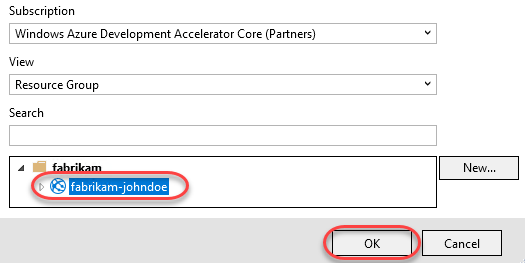 Subscription
Windows Azure Development Accelerator Core (Partners)
View
Resource Group
Search
fabrikam
New...
fabrikam-johndoe
OK Cancel